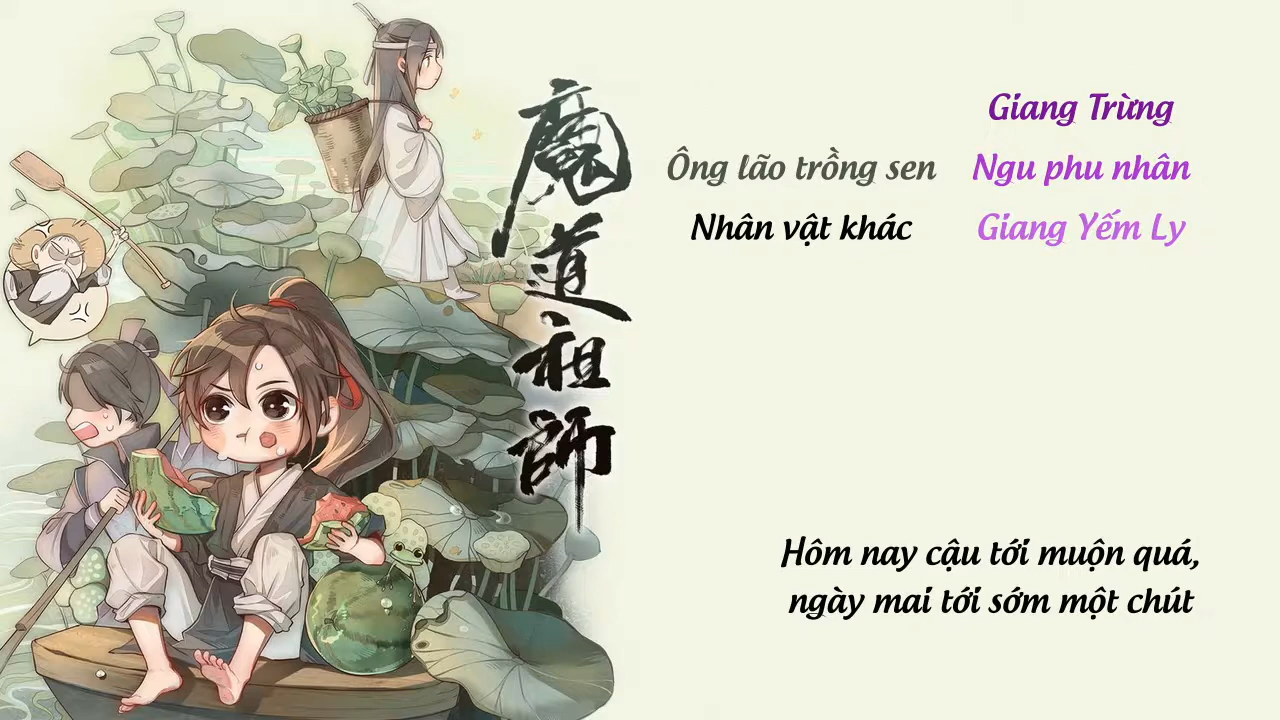 魔道祖師
Giang Trừng
Ông lão trồng sen
Ngu phu nhân
Nhân vật khác
Giang Yếm Ly
Hôm nay cậu tới muộn quá,
ngày mai tới sớm một chút